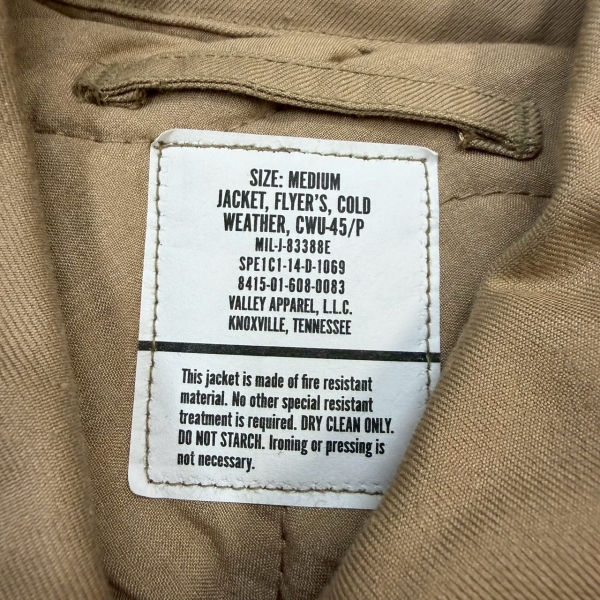 SIZE: MEDIUM
JACKET, FLYER'S, COLD
WEATHER, CWU-45/P
MIL-J-83388E
SPE1C1-14-D-1069
8415-01-608-0083
VALLEY APPAREL, L.L.C.
KNOXVILLE, TENNESSEE
This jacket is made of fire resistant
material. No other special resistant
treatment is required. DRY CLEAN ONLY.
DO NOT STARCH. Ironing or pressing is
not necessary.